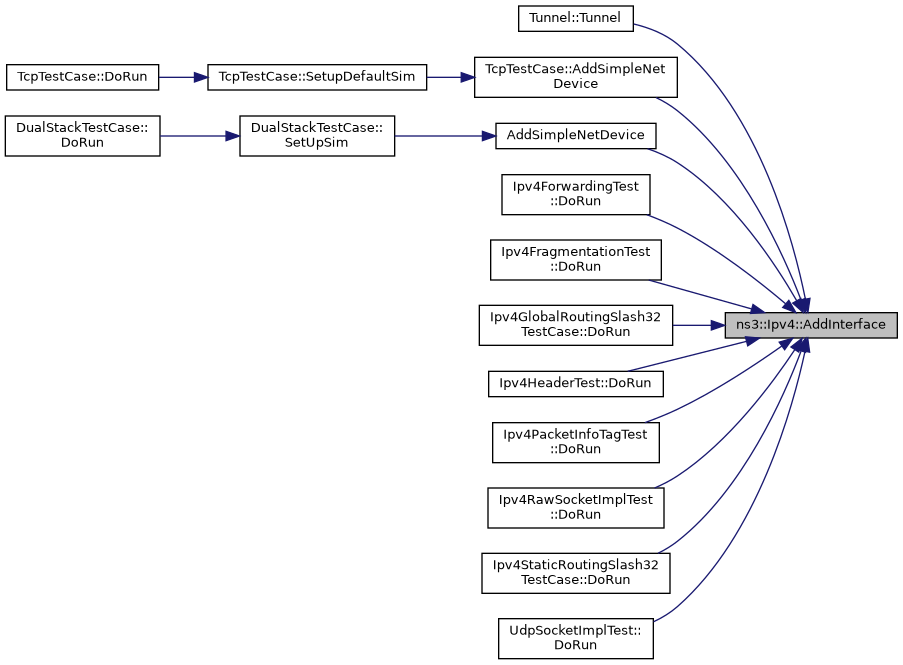 Tunnel::Tunnel
TcpTestCase::DoRun
TcpTestCase::SetupDefaultSim
TcpTestCase::AddSimpleNet
Device
DualStackTestCase::
DoRun
DualStackTestCase::
SetUpSim
AddSimpleNetDevice
Ipv4ForwardingTest
::DoRun
Ipv4FragmentationTest
::DoRun
Ipv4GlobalRoutingSlash32
TestCase::DoRun
ns3::Ipv4::AddInterface
Ipv4HeaderTest::DoRun
Ipv4PacketInfoTagTest
::DoRun
Ipv4RawSocketImplTest
::DoRun
Ipv4StaticRoutingSlash32
TestCase::DoRun
UdpSocketImplTest::
DoRun